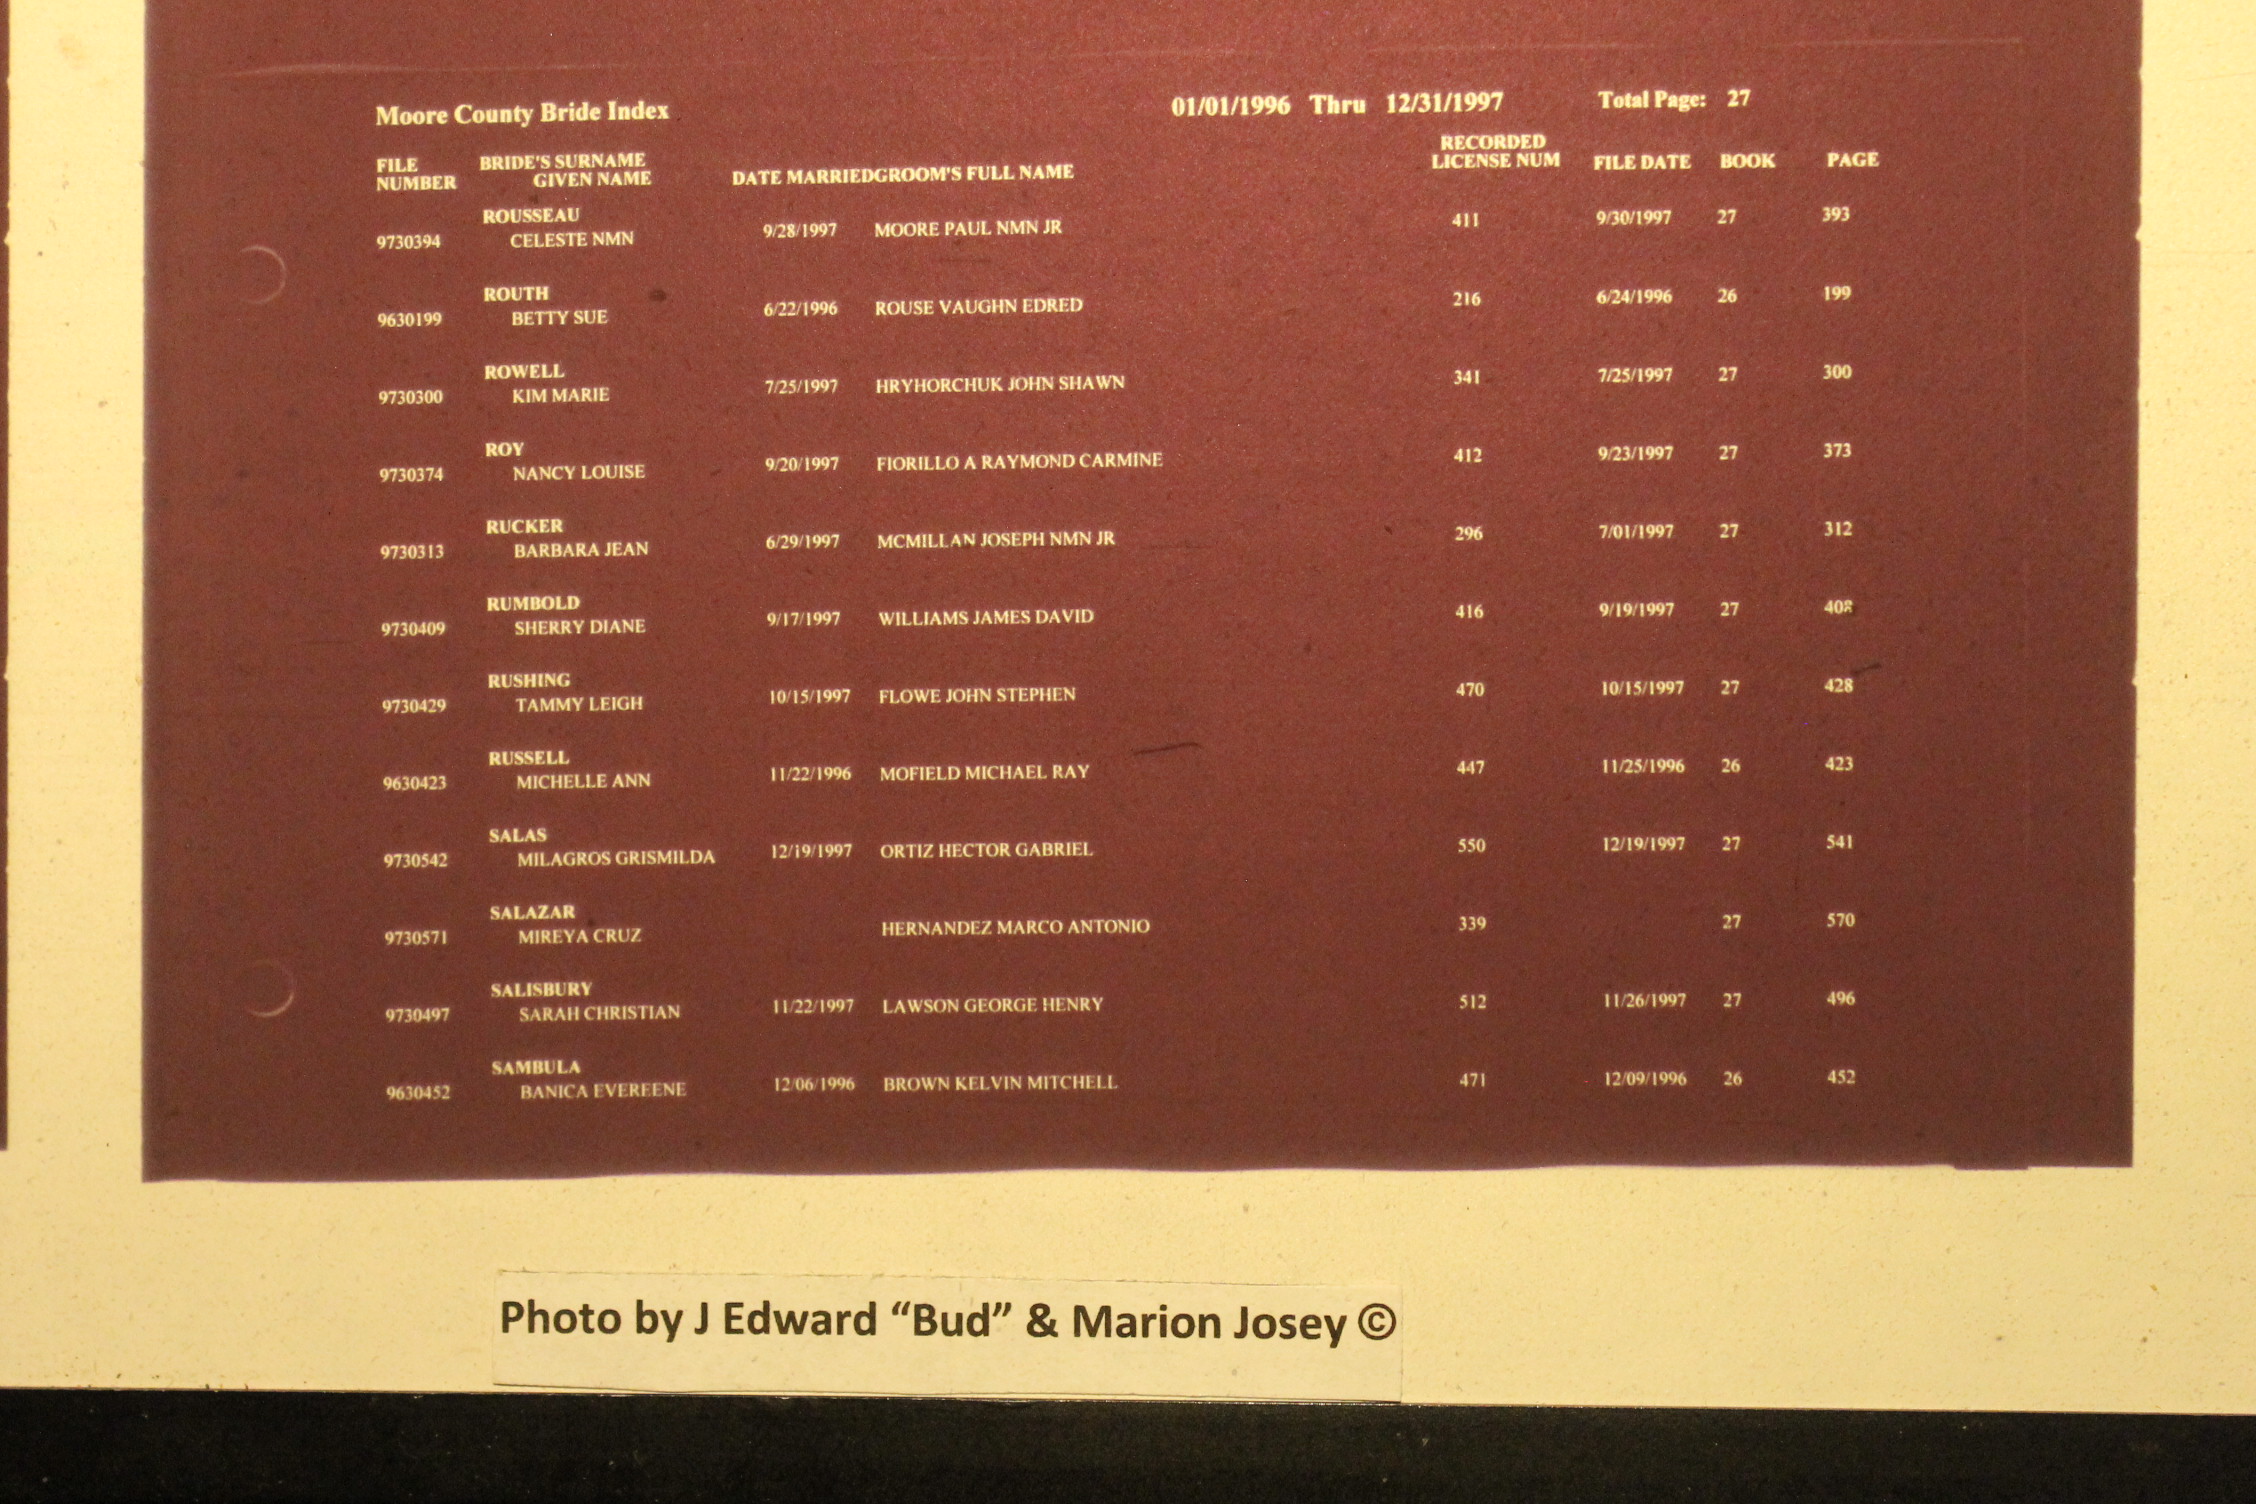 Moore County Bride Index 01/01/1996 Thru 12/31/1997 Total Page: 27
FILE NUMBER BRIDE'S SURNAME GIVEN NAME DATE MARRIED GROOM'S FULL NAME RECORDED LICENSE NUM FILE DATE BOOK PAGE
ROUSSEAU
9730394 CELESTE NMN 9/28/1997 MOORE PAUL NMN JR 411 9/30/1997 27 393
ROUTH
9630199 BETTY SUE 6/22/1996 ROUSE VAUGHN EDRED 216 6/24/1996 26 199
ROWELL
9730300 KIM MARIE 7/25/1997 HRYHORCHUK JOHN SHAWN 341 7/25/1997 27 300
ROY
9730374 NANCY LOUISE 9/20/1997 FIORILLO A RAYMOND CARMINE 412 9/23/1997 27 373
RUCKER
9730313 BARBARA JEAN 6/29/1997 MCMILLAN JOSEPH NMN JR 296 7/01/1997 27 312
RUMBOLD
9730409 SHERRY DIANE 9/17/1997 WILLIAMS JAMES DAVID 416 9/19/1997 27 408
RUSHING
9730429 TAMMY LEIGH 10/15/1997 FLOWE JOHN STEPHEN 470 10/15/1997 27 428
RUSSELL
9630423 MICHELLE ANN 11/22/1996 MOFIELD MICHAEL RAY 447 11/25/1996 26 423
SALAS
9730542 MILAGROS GRISMILDA 12/19/1997 ORTIZ HECTOR GABRIEL 550 12/19/1997 27 541
SALAZAR
9730571 MIREYA CRUZ HERNANDEZ MARCO ANTONIO 339 27 570
SALISBURY
9730497 SARAH CHRISTIAN 11/22/1997 LAWSON GEORGE HENRY 512 11/26/1997 27 496
SAMBULA
9630452 BANICA EVEREENE 12/06/1996 BROWN KELVIN MITCHELL 471 12/09/1996 26 452
Photo by J Edward “Bud” & Marion Josey ©